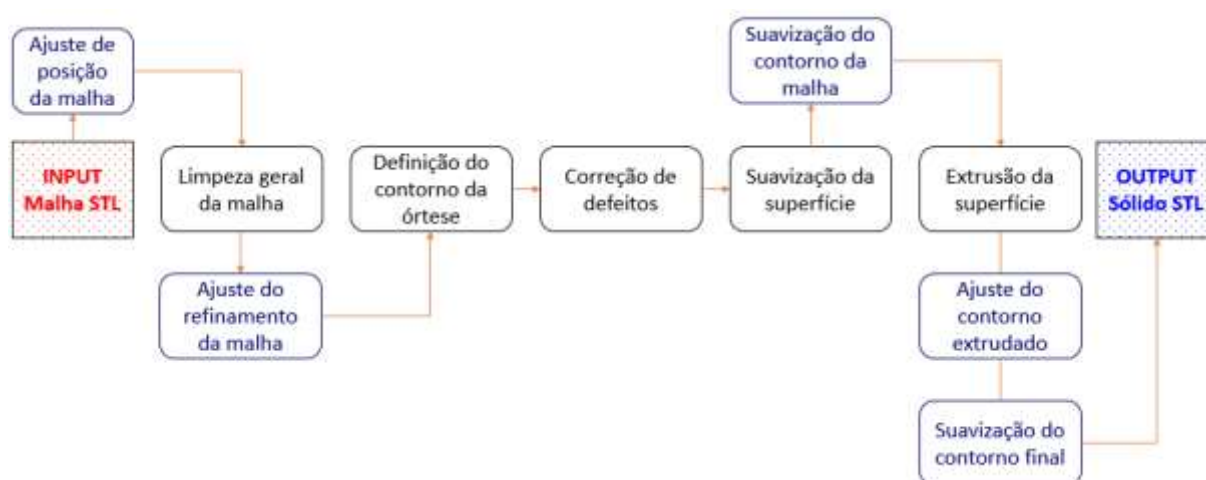 Ajuste de
posição
da malha
INPUT
Malha STL
Limpeza geral
da malha
Ajuste do
refinamento
da malha
Definição do
contorno da
órtese
Correção de
defeitos
Suavização da
superfície
Suavização do
contorno da
malha
Extrusão da
superfície
Ajuste do
contorno
extrudado
Suavização do
contorno final
OUTPUT
Sólido STL